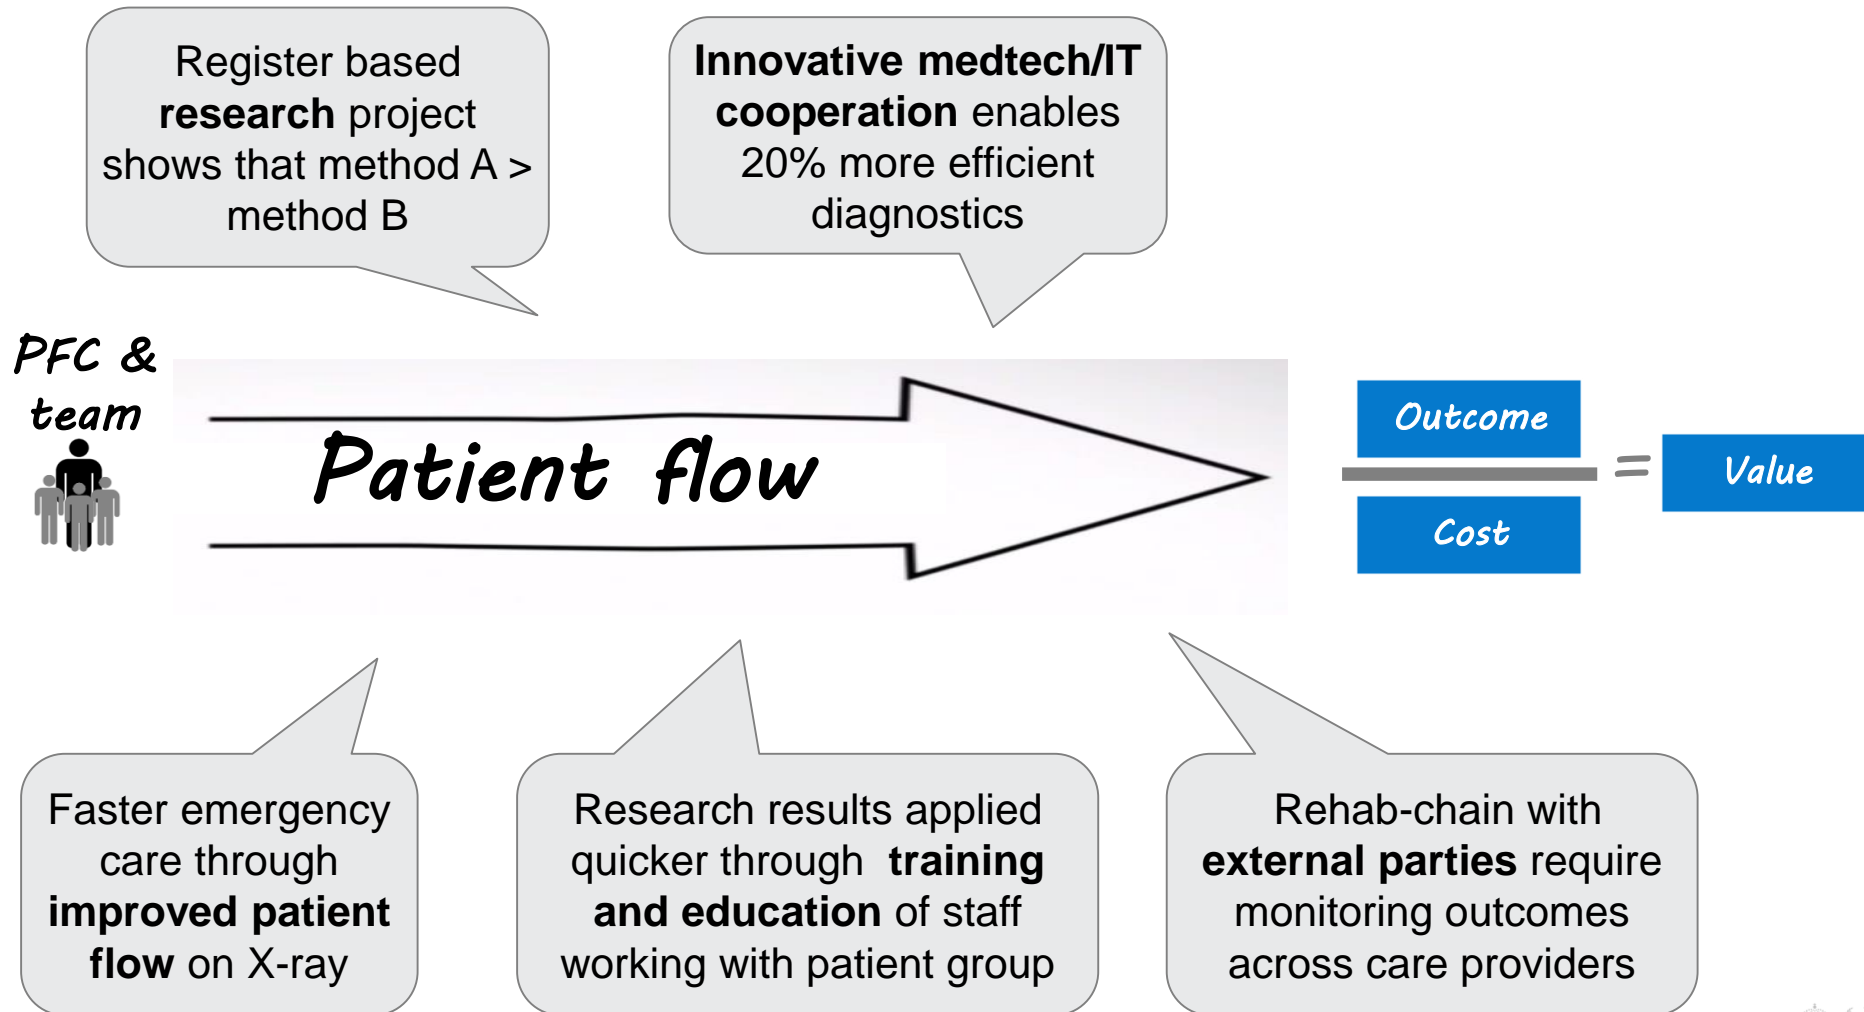 Register based
research project
shows that method A >
method B
Innovative medtech/IT
cooperation enables
20% more efficient
diagnostics
PFC &
team
Patient flow
Outcome
Cost
=
Value
Faster emergency
care through
improved patient
flow on X-ray
Research results applied
quicker through training
and education of staff
working with patient group
Rehab-chain with
external parties require
monitoring outcomes
across care providers